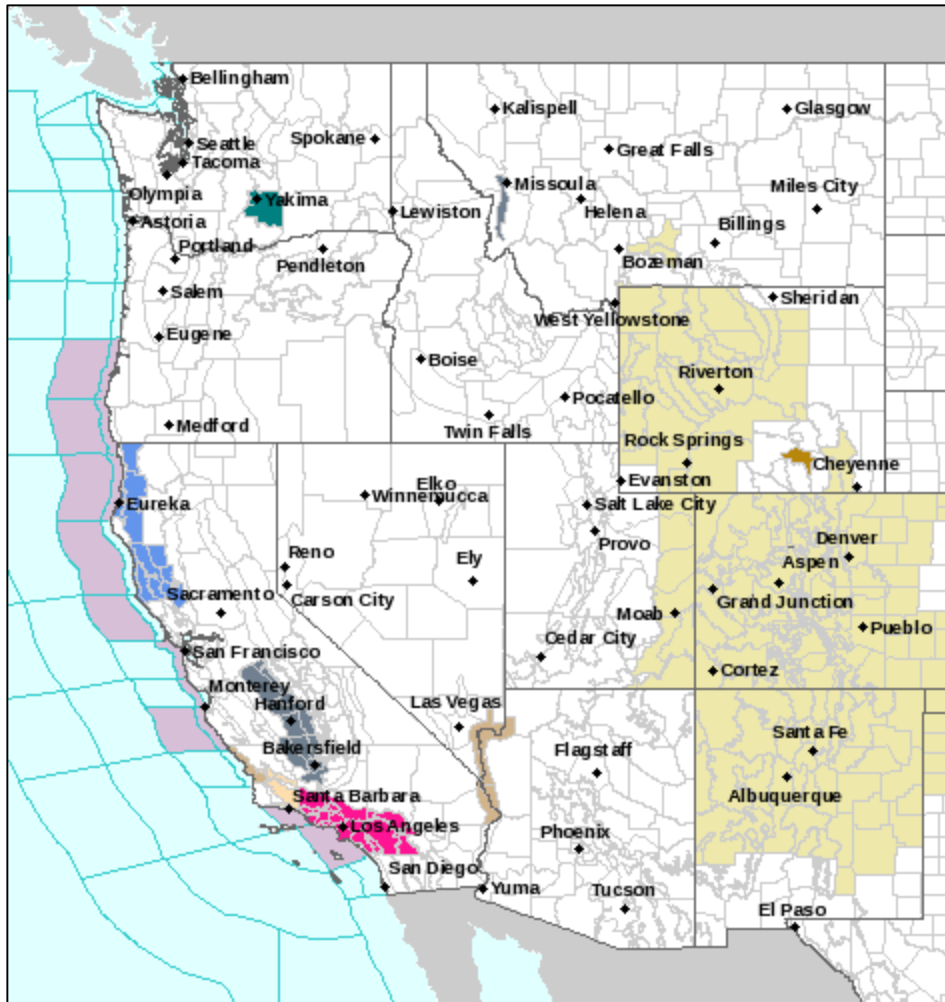 Bellingham
Kalispell
Glasgow
Seattle
Spokane
Great Falls
Tacoma
Missoula
Miles City
Olympia
Yakima
Helena
Lewiston
Astoria
Billings
Portland
Pendleton
Bozeman
Salem
Sheridan
West Yellowstone
Eugene
Boise
Riverton
Pocatello
Medford
Twin Falls
Rock Springs
Cheyenne
Elko
Evanston
Eureka
Winnemucca
Salt Lake City
Provo
Denver
Reno
Ely
Aspen
Sacramento
Carson City
Grand Junction
Moab
Pueblo
Cedar City
San Francisco
Cortez
Monterey
Hanford
Las Vegas
Santa Fe
Bakersfield
Flagstaff
Albuquerque
Santa Barbara
Los Angeles
Phoenix
San Diego
Yuma
Tucson
El Paso